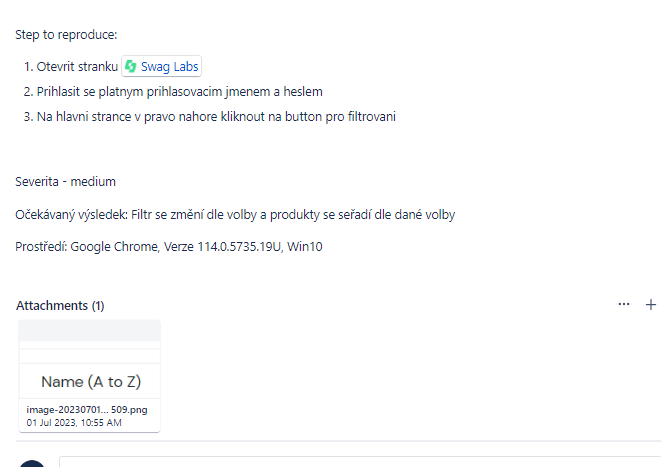 Step to reproduce:
1. Otevrit stranku Swag Labs
2. Prihlasit se platnym prihlasovacim jmenem a heslem
3. Na hlavni strance v pravo nahore kliknout na button pro filtrovani
Severita - medium
Očekávaný výsledek: Filtr se změní dle volby a produkty se seřadí dle dané volby
Prostředí: Google Chrome, Verze 114.0.5735.19U, Win10
Attachments (1)
Name (A to Z)
image-20230701... 509.png
01 Jul 2023, 10:55 AM